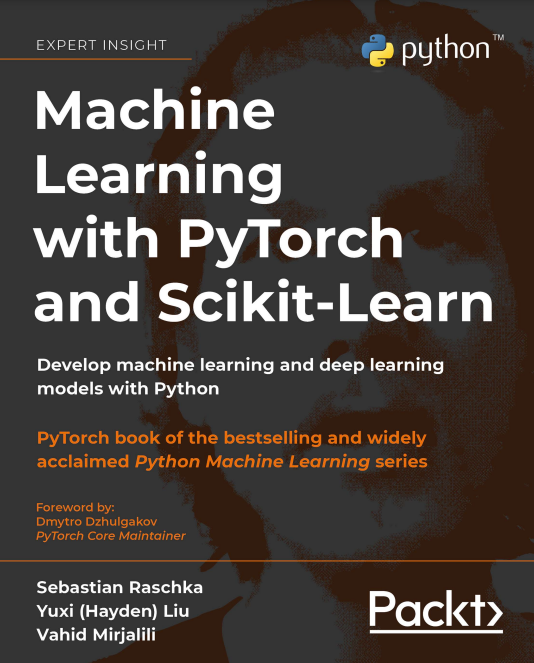 EXPERT INSIGHT
python™
Machine
Learning
with PyTorch
and Scikit-Learn
Develop machine learning and deep learning
models with Python
PyTorch book of the bestselling and widely
acclaimed Python Machine Learning series
Foreword by:
Dmytro Dzhulgakov
PyTorch Core Maintainer
Sebastian Raschka
Yuxi (Hayden) Liu
Vahid Mirjalili
Packt>